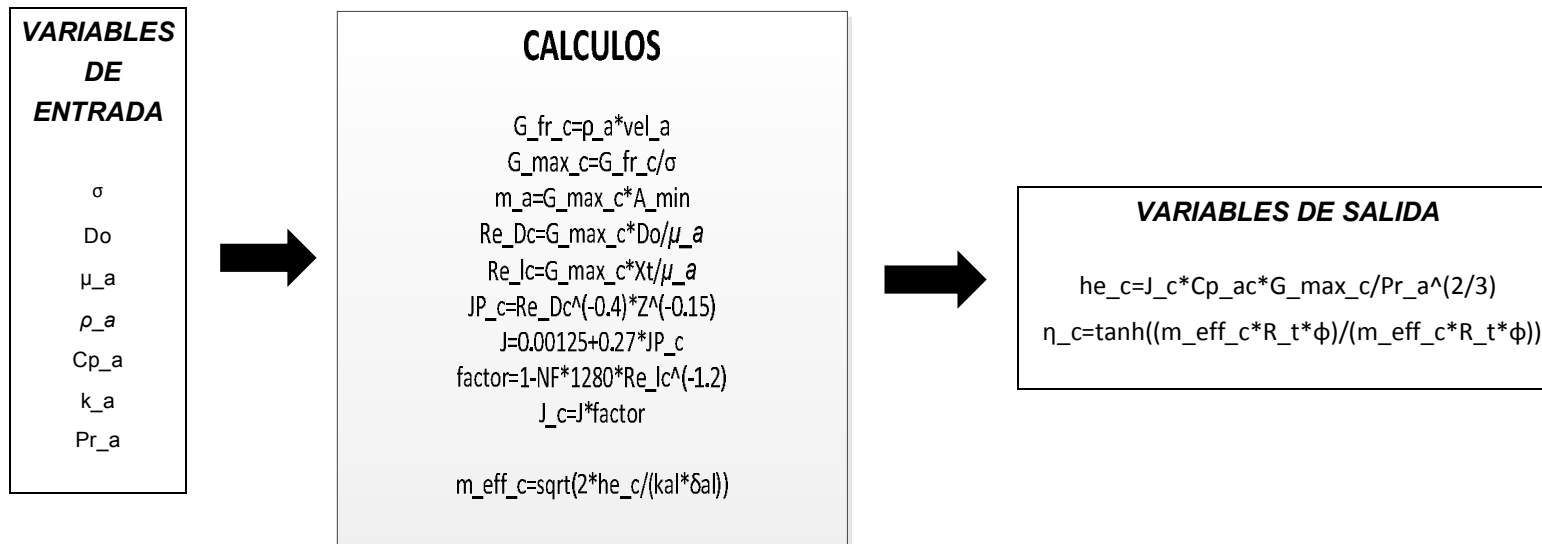 VARIABLES
DE
ENTRADA
σ
Do
μ_a
ρ_a
Cp_a
k_a
Pr_a
CALCULOS
G_fr_c=ρ_a*vel_a
G_max_c=G_fr_c/σ
m_a=G_max_c*A_min
Re_Dc=G_max_c*Do/μ_a
Re_lc=G_max_c*Xt/μ_a
JP_c=Re_Dc^(-0.4)*Z^(-0.15)
J=0.00125+0.27*JP_c
factor=1-NF*1280*Re_lc^(-1.2)
J_c=J*factor
m_eff_c=sqrt(2*he_c/(kal*δal))
VARIABLES DE SALIDA
he_c=J_c*Cp_ac*G_max_c/Pr_a^(2/3)
η_c=tanh((m_eff_c*R_t*ϕ)/(m_eff_c*R_t*ϕ))